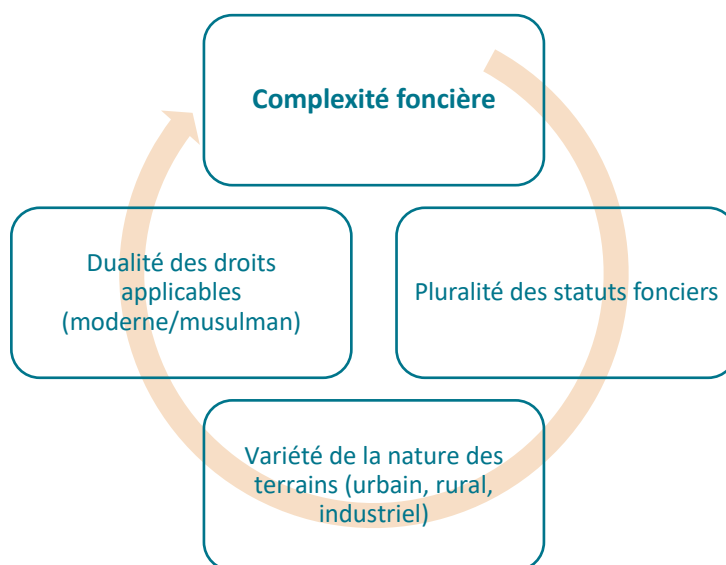 Complexité foncière
Dualité des droits
applicables
(moderne/musulman)
Pluralité des statuts fonciers
Variété de la nature des
terrains (urbain, rural,
industriel)